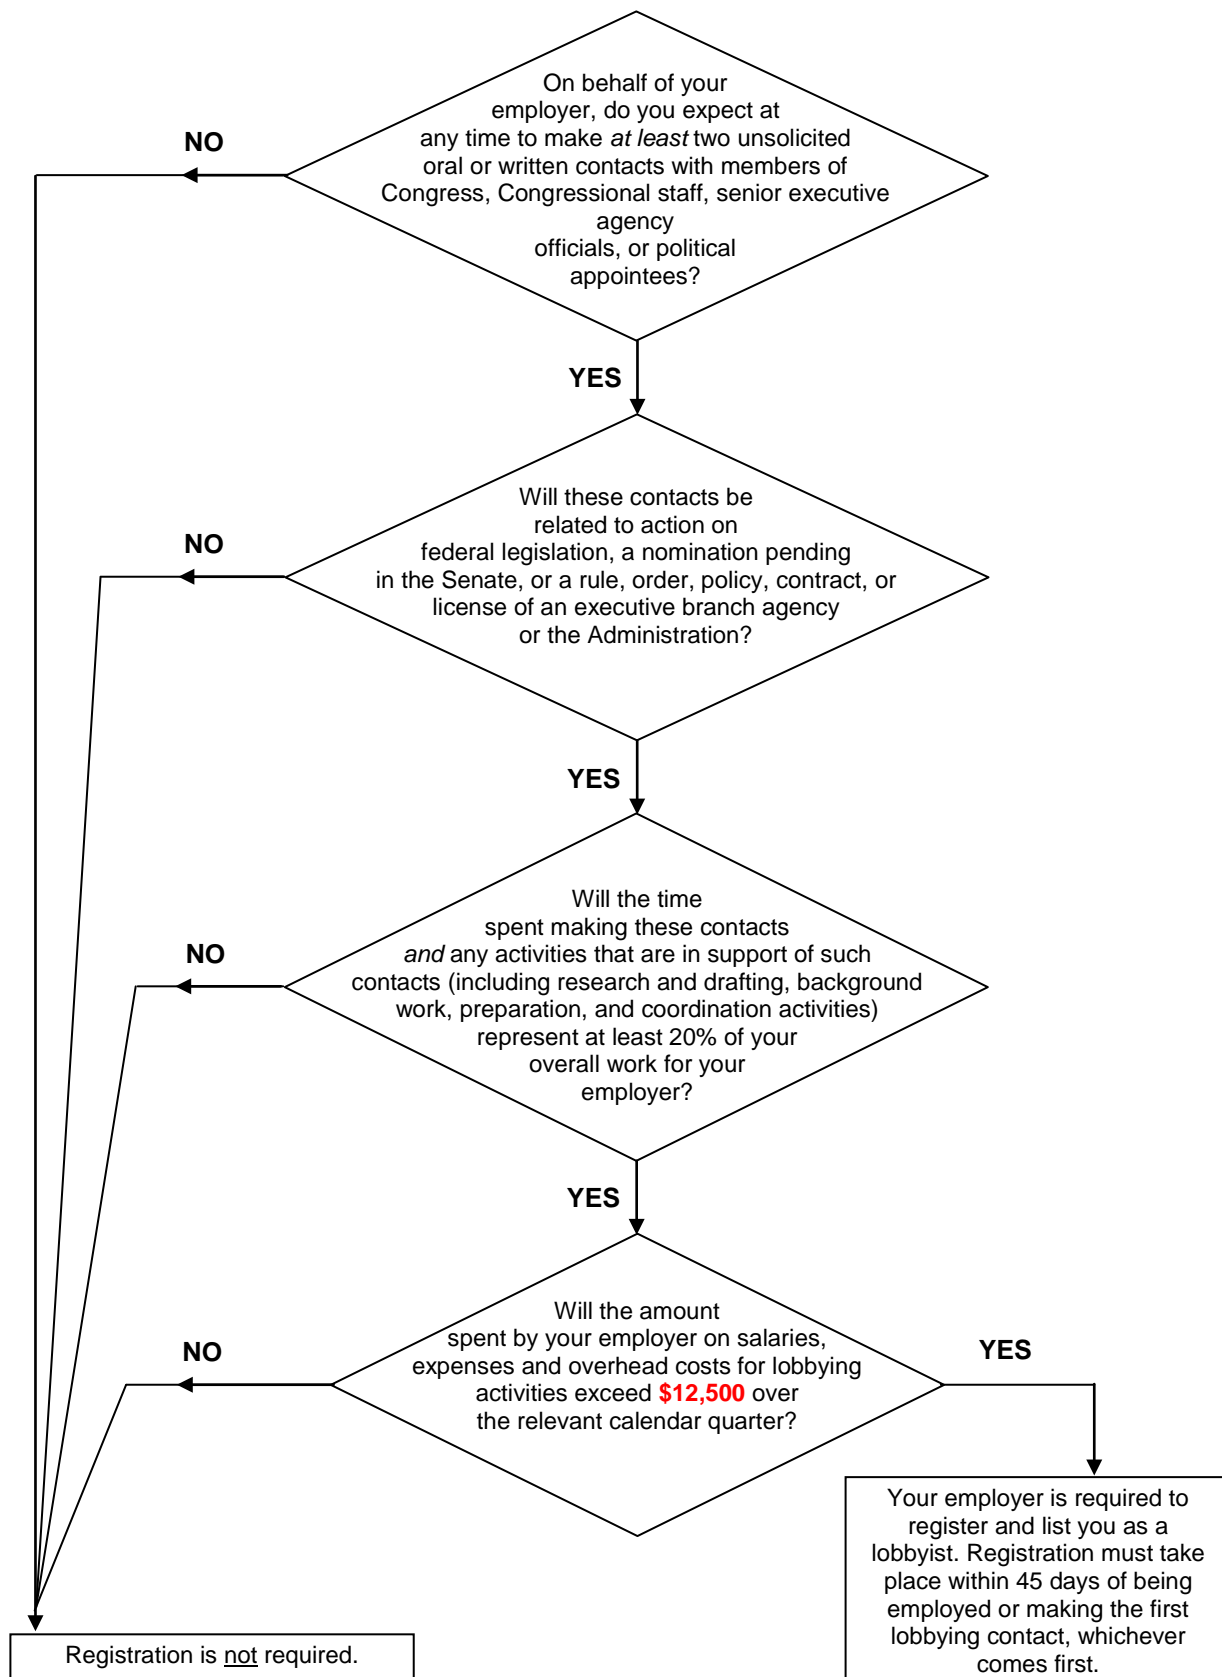 On behalf of your
employer, do you expect at
any time to make at least two unsolicited
oral or written contacts with members of
Congress, Congressional staff, senior executive
agency
officials, or political
appointees?
NO
YES
Will these contacts be
related to action on
federal legislation, a nomination pending
in the Senate, or a rule, order, policy, contract, or
license of an executive branch agency
or the Administration?
NO
YES
Will the time
spent making these contacts
and any activities that are in support of such
contacts (including research and drafting, background
work, preparation, and coordination activities)
represent at least 20% of your
overall work for your
employer?
NO
YES
Will the amount
spent by your employer on salaries,
expenses and overhead costs for lobbying
activities exceed $12,500 over
the relevant calendar quarter?
NO
YES
Your employer is required to
register and list you as a
lobbyist. Registration must take
place within 45 days of being
employed or making the first
lobbying contact, whichever
comes first.
Registration is not required.